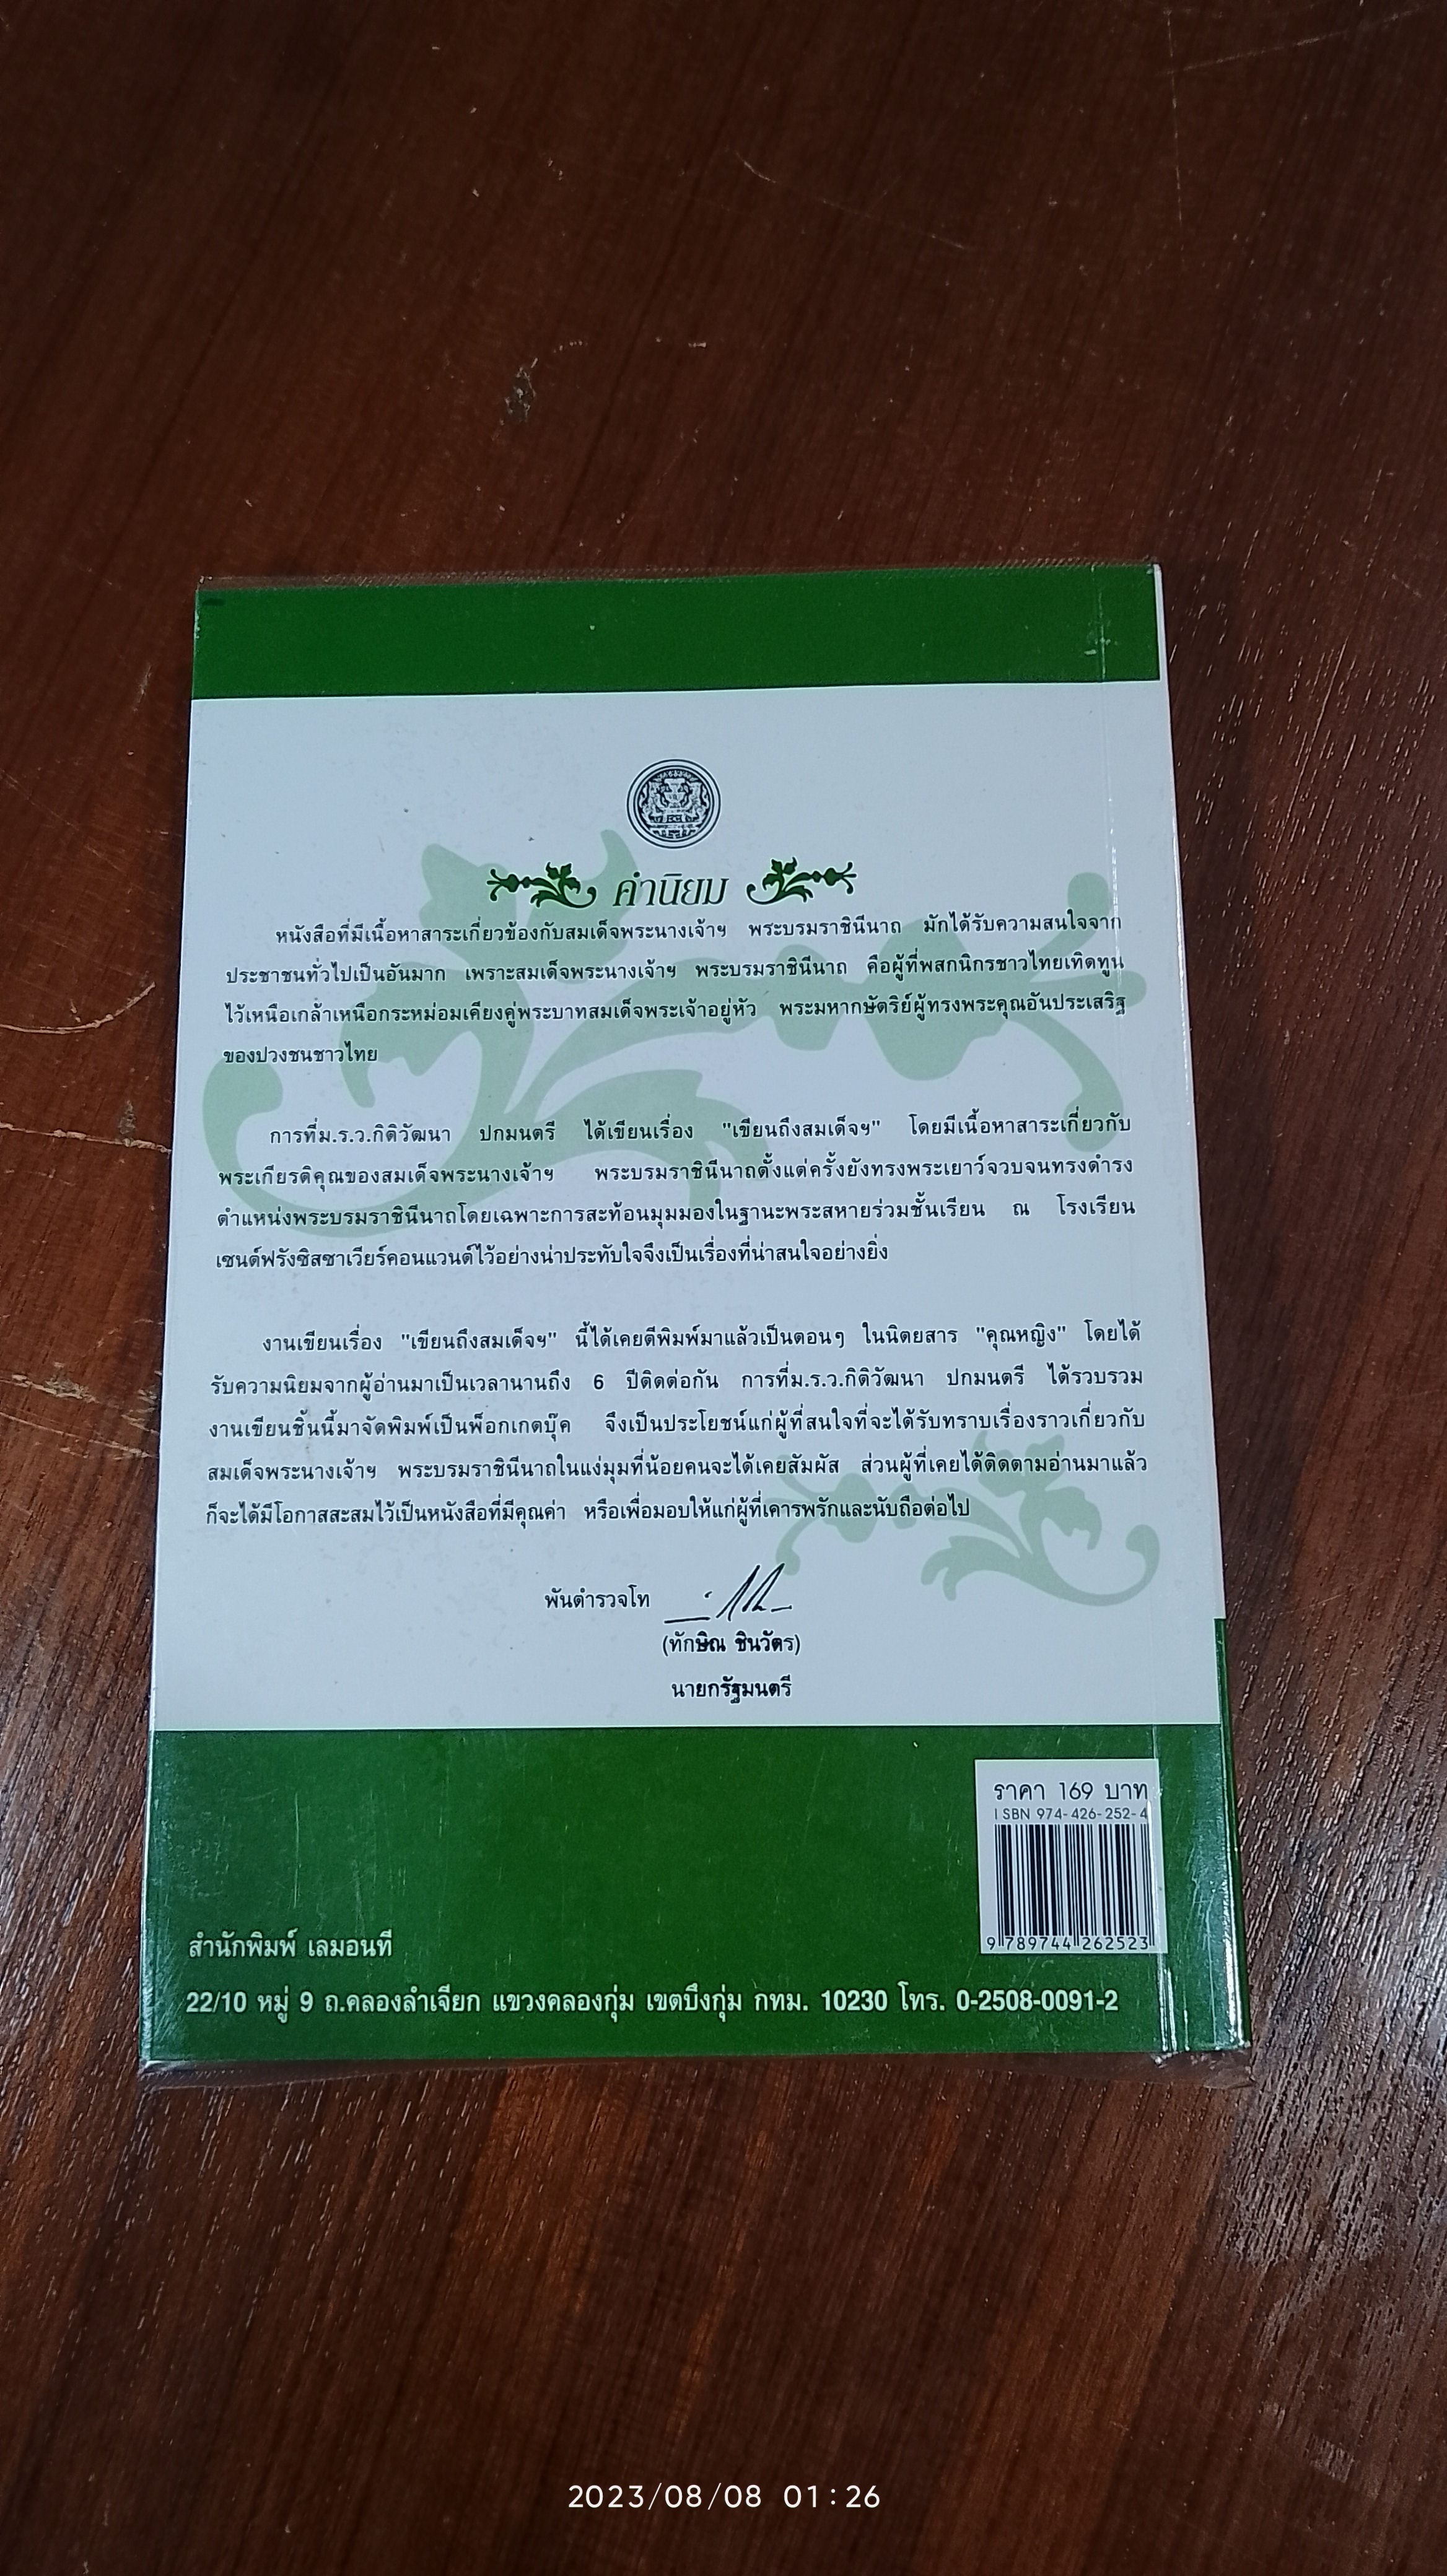 คำนิยม
หนังสือที่มีเนื้อหาสาระเกี่ยวข้องกับสมเด็จพระนางเจ้าฯ พระบรมราชินีนาถ มักได้รับความสนใจจาก
ประชาชนทั่วไปเป็นอันมาก เพราะสมเด็จพระนางเจ้าฯ พระบรมราชินีนาถ คือผู้ที่พสกนิกรชาวไทยเทิดทูน
ไว้เหนือเกล้าเหนือกระหม่อมเคียงคู่พระบาทสมเด็จพระเจ้าอยู่หัว พระมหากษัตริย์ผู้ทรงพระคุณอันประเสริฐ
ของปวงชนชาวไทย
การที่ม.ร.ว.กิติวัฒนา ปกมนตรี ได้เขียนเรื่อง "เขียนถึงสมเด็จฯ" โดยมีเนื้อหาสาระเกี่ยวกับ
พระเกียรติคุณของสมเด็จพระนางเจ้าฯ พระบรมราชินีนาถตั้งแต่ครั้งยังทรงพระเยาว์จวบจนทรงดำรง
ตำแหน่งพระบรมราชินีนาถโดยเฉพาะการสะท้อนมุมมองในฐานะพระสหายร่วมชั้นเรียน ณ โรงเรียน
เซนต์ฟรังซิสซาเวียร์คอนแวนต์ไว้อย่างน่าประทับใจจึงเป็นเรื่องที่น่าสนใจอย่างยิ่ง
งานเขียนเรื่อง "เขียนถึงสมเด็จฯ" นี้ได้เคยตีพิมพ์มาแล้วเป็นตอนๆ ในนิตยสาร "คุณหญิง" โดยได้
รับความนิยมจากผู้อ่านมาเป็นเวลานานถึง 6 ปีติดต่อกัน การที่ม.ร.ว.กิติวัฒนา ปกมนตรี ได้รวบรวม
งานเขียนชิ้นนี้มาจัดพิมพ์เป็นพ็อกเกตบุ๊ค จึงเป็นประโยชน์แก่ผู้ที่สนใจที่จะได้รับทราบเรื่องราวเกี่ยวกับ
สมเด็จพระนางเจ้าฯ พระบรมราชินีนาถในแง่มุมที่น้อยคนจะได้เคยสัมผัส ส่วนผู้ที่เคยได้ติดตามอ่านมาแล้ว
ก็จะได้มีโอกาสสะสมไว้เป็นหนังสือที่มีคุณค่า หรือเพื่อมอบให้แก่ผู้ที่เคารพรักและนับถือต่อไป
พันตำรวจโท
(ทักษิณ ชินวัตร)
นายกรัฐมนตรี
ราคา 169 บาท
ISBN 974-426-252-4
9 789744 262523
สำนักพิมพ์ เลมอนที
22/10 หมู่ 9 ถ.คลองลำเจียก แขวงคลองกุ่ม เขตบึงกุ่ม กทม. 10230 โทร. 0-2508-0091-2
2023/08/08 01:26